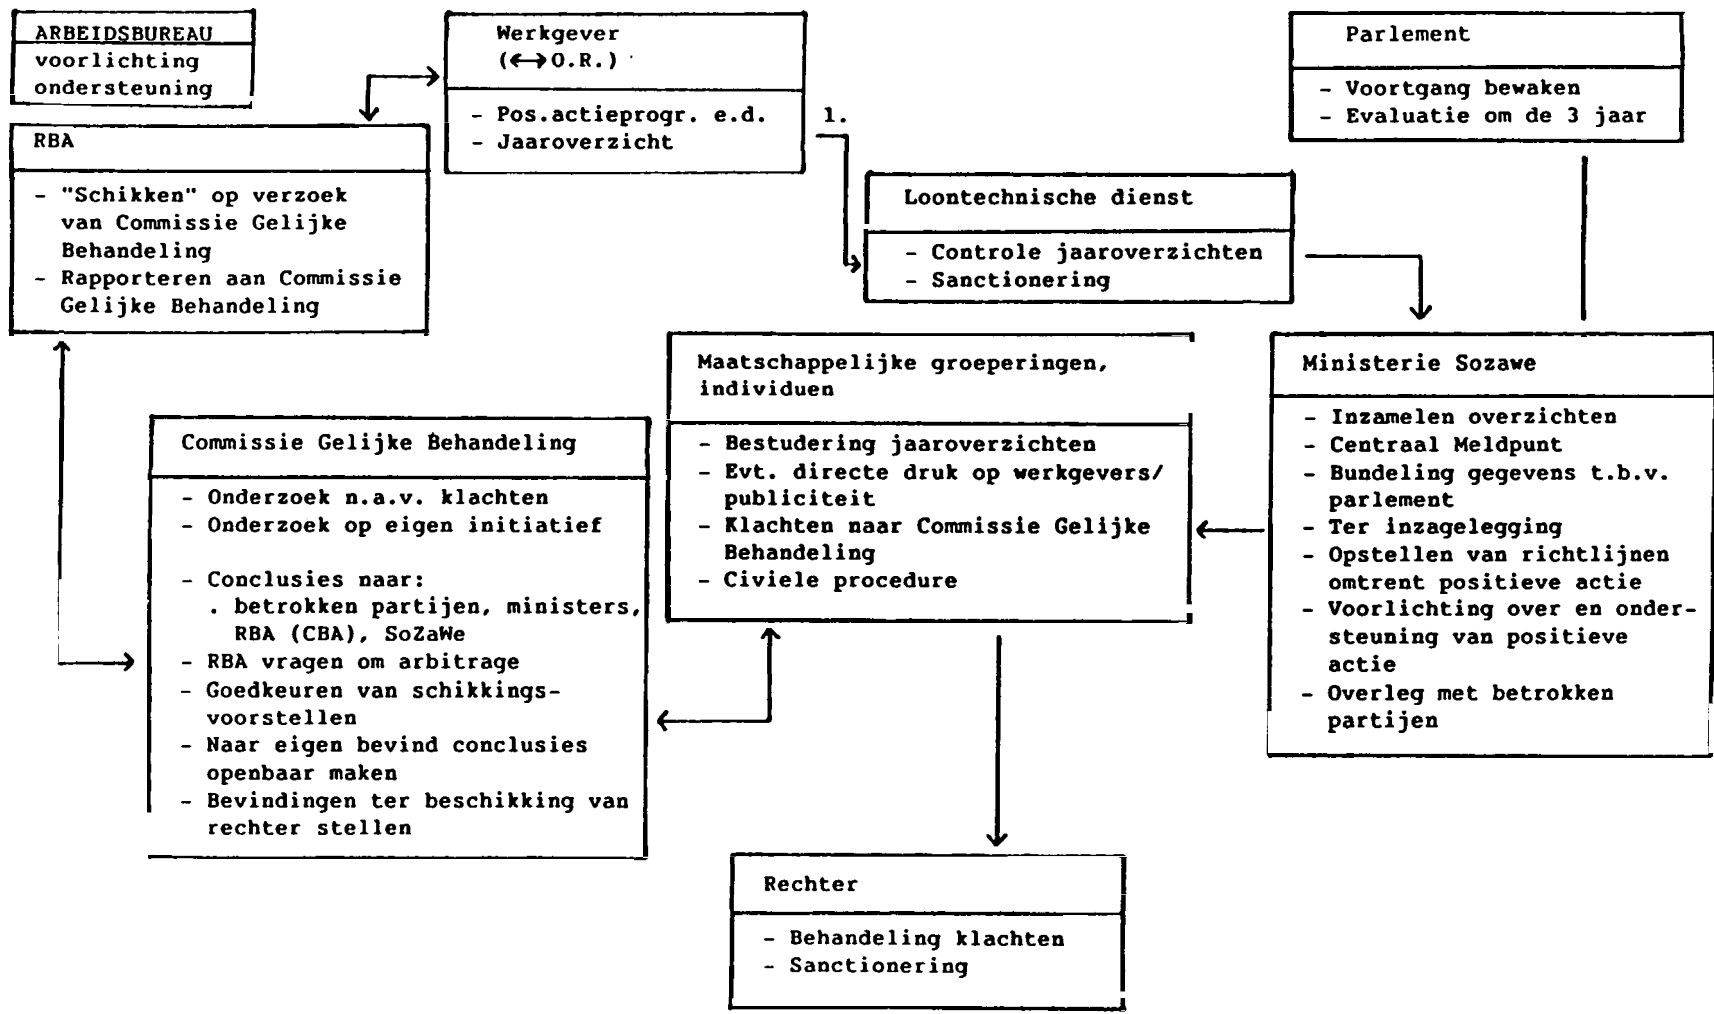 ARBEIDSBUREAU
voorlichting
ondersteuning
RBA
- "Schikken" op verzoek
van Commissie Gelijke
Behandeling
- Rapporteren aan Commissie
Gelijke Behandeling
Werkgever
(↔O.R.)
- Pos.actieprogr. e.d.
- Jaaroverzicht
1.
Parlement
- Voortgang bewaken
- Evaluatie om de 3 jaar
Loontechnische dienst
- Controle jaaroverzichten
- Sanctionering
Maatschappelijke groeperingen,
individuen
- Bestudering jaaroverzichten
- Evt. directe druk op werkgevers/
publiciteit
- Klachten naar Commissie Gelijke
Behandeling
- Civiele procedure
Ministerie Sozawe
- Inzamelen overzichten
- Centraal Meldpunt
- Bundeling gegevens t.b.v.
parlement
- Ter inzagelegging
- Opstellen van richtlijnen
omtrent positieve actie
- Voorlichting over en onder-
steuning van positieve
actie
- Overleg met betrokken
partijen
Commissie Gelijke Behandeling
- Onderzoek n.a.v. klachten
- Onderzoek op eigen initiatief
- Conclusies naar:
. betrokken partijen, ministers,
RBA (CBA), SoZaWe
- RBA vragen om arbitrage
- Goedkeuren van schikkings-
voorstellen
- Naar eigen bevind conclusies
openbaar maken
- Bevindingen ter beschikking van
rechter stellen
Rechter
- Behandeling klachten
- Sanctionering